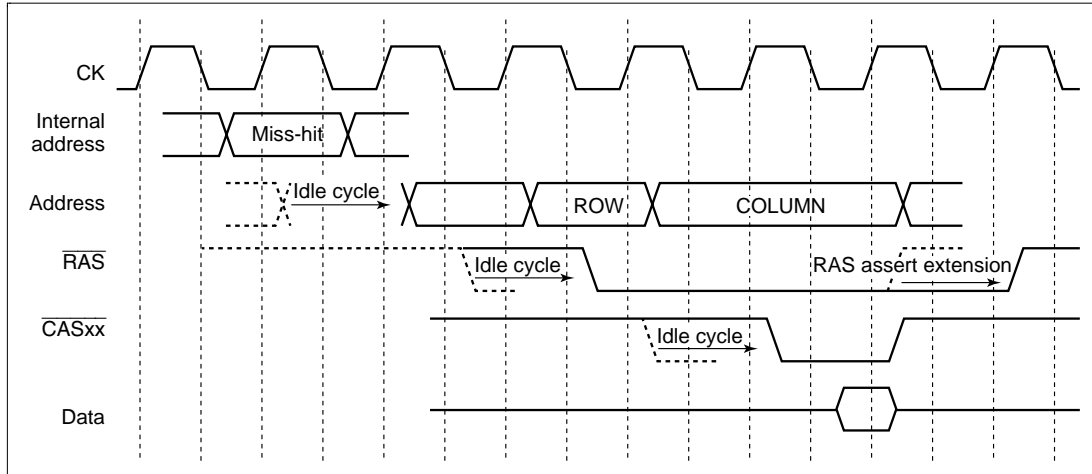 CK
Internal
address
Miss-hit
Address
Idle cycle
ROW
COLUMN
RAS
Idle cycle
RAS assert extension
CASxx
Idle cycle
Data